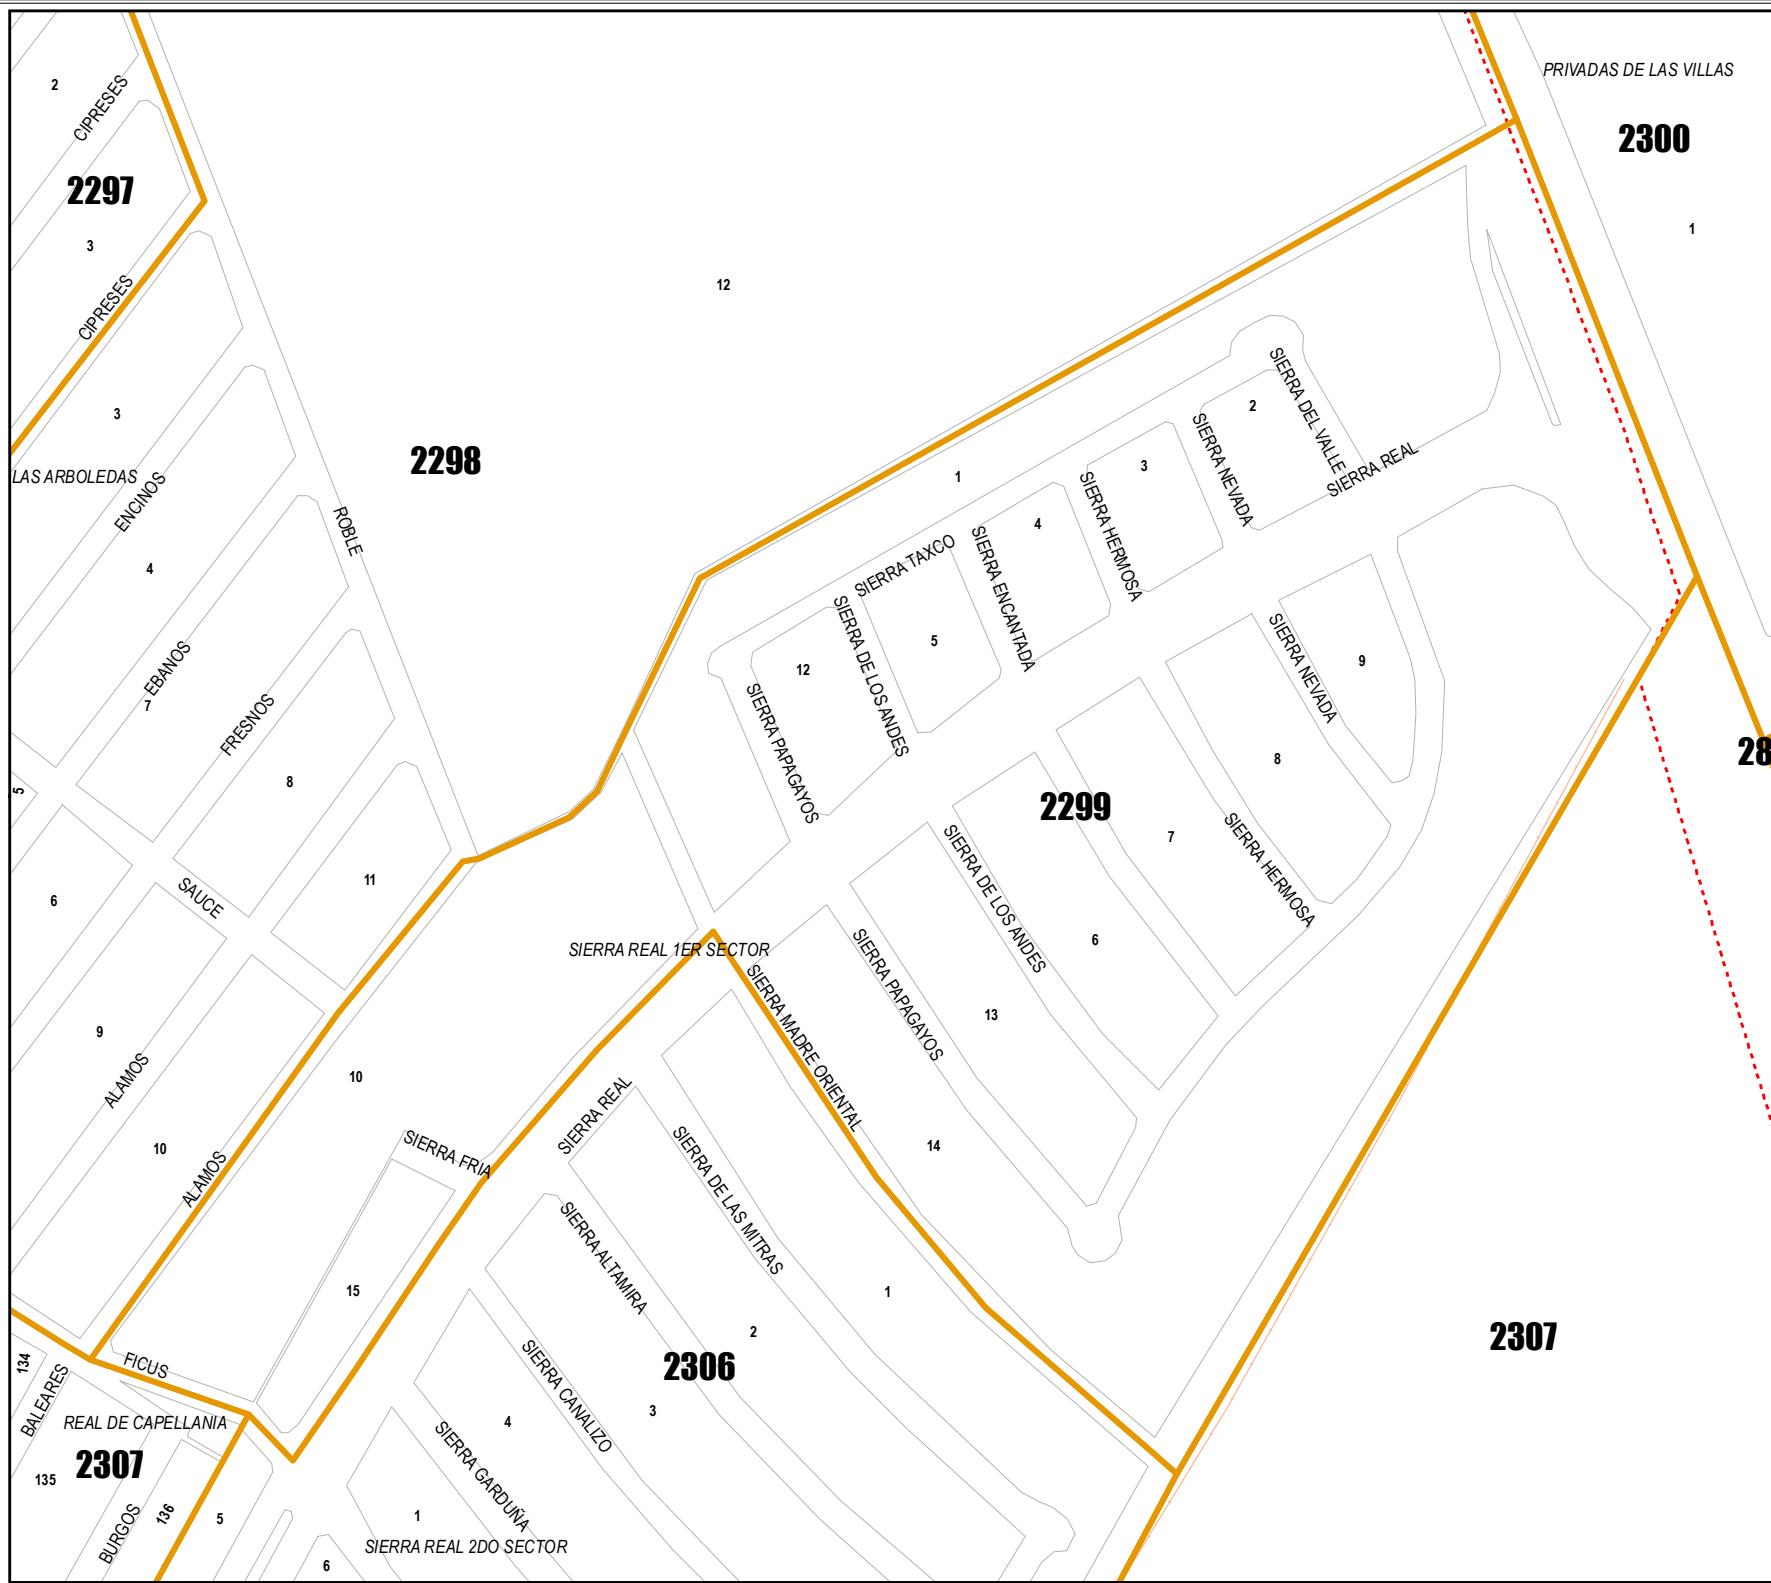 PRIVADAS DE LAS VILLAS
2
CIPRESES
2300
2297
1
3
12
CIPRESES
3
2
SIERRA DEL VALLE
LAS ARBOLEDAS
2298
ENCINOS
1
3
SIERRA NEVADA
SIERRA REAL
ROBLE
4
SIERRA HERMOSA
4
SIERRA TAXCO
SIERRA ENCANTADA
EBANOS
7
FRESNOS
12
SIERRA DE LOS ANDES
5
SIERRA NEVADA
9
SIERRA PAPAGAYOS
28
5
8
2299
8
7
SIERRA HERMOSA
6
SAUCE
11
SIERRA DE LOS ANDES
6
SIERRA REAL 1ER SECTOR
SIERRA PAPAGAYOS
SIERRA MADRE ORIENTAL
13
9
ALAMOS
10
SIERRA REAL
10
SIERRA FRIA
14
ALAMOS
SIERRA DE LAS MITRAS
SIERRA ALTAMIRA
15
1
2
2307
134
FICUS
2306
BALEARES
SIERRA CANALIZO
REAL DE CAPELLANIA
4
3
2307
135
SIERRA GARDUÑA
BURGOS
136
5
1
SIERRA REAL 2DO SECTOR
6